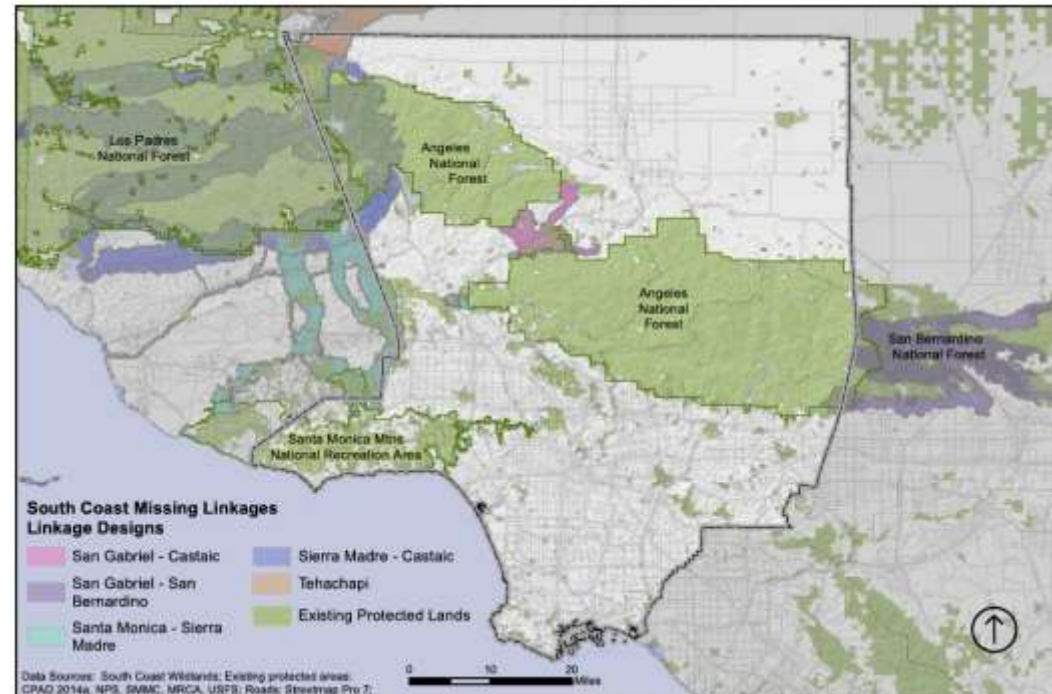 Los Padres
National Forest
Angeles
National
Forest
Angeles
National
Forest
San Bernardino
National Forest
Santa Monica Mtns
National Recreation Area
South Coast Missing Linkages
Linkage Designs
San Gabriel - Castaic
San Gabriel - San
Bernardino
Santa Monica - Sierra
Madre
Sierra Madre - Castaic
Tehachapi
Existing Protected Lands
0 10 20
Miles
Data Sources: South Coast Wildlands; Existing protected areas:
CPAD 2014a, NPS, SMMC, MRCA, USFS; Roads: Streetmap Pro 7;